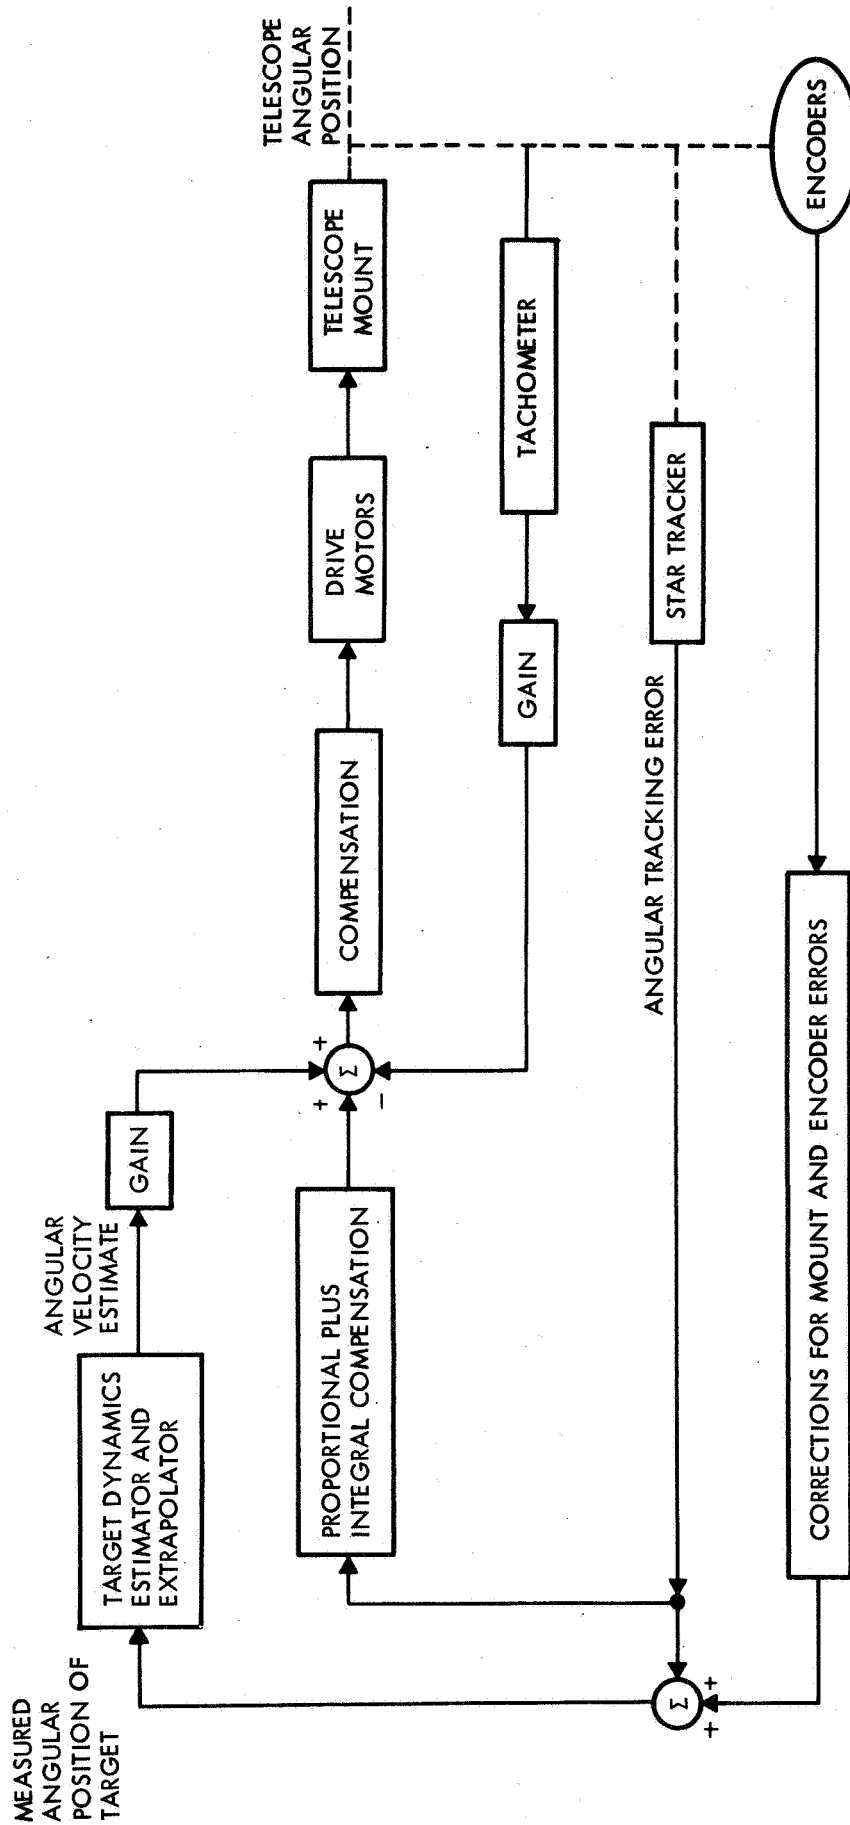 MEASURED
ANGULAR
POSITION OF
TARGET
TARGET DYNAMICS
ESTIMATOR AND
EXTRAPOLATOR
ANGULAR
VELOCITY
ESTIMATE
GAIN
PROPORTIONAL PLUS
INTEGRAL COMPENSATION
+
+
-
Σ
COMPENSATION
DRIVE
MOTORS
TELESCOPE
MOUNT
TELESCOPE
ANGULAR
POSITION
GAIN
TACHOMETER
ANGULAR TRACKING ERROR
STAR TRACKER
Σ
+
+
CORRECTIONS FOR MOUNT AND ENCODER ERRORS
ENCODERS